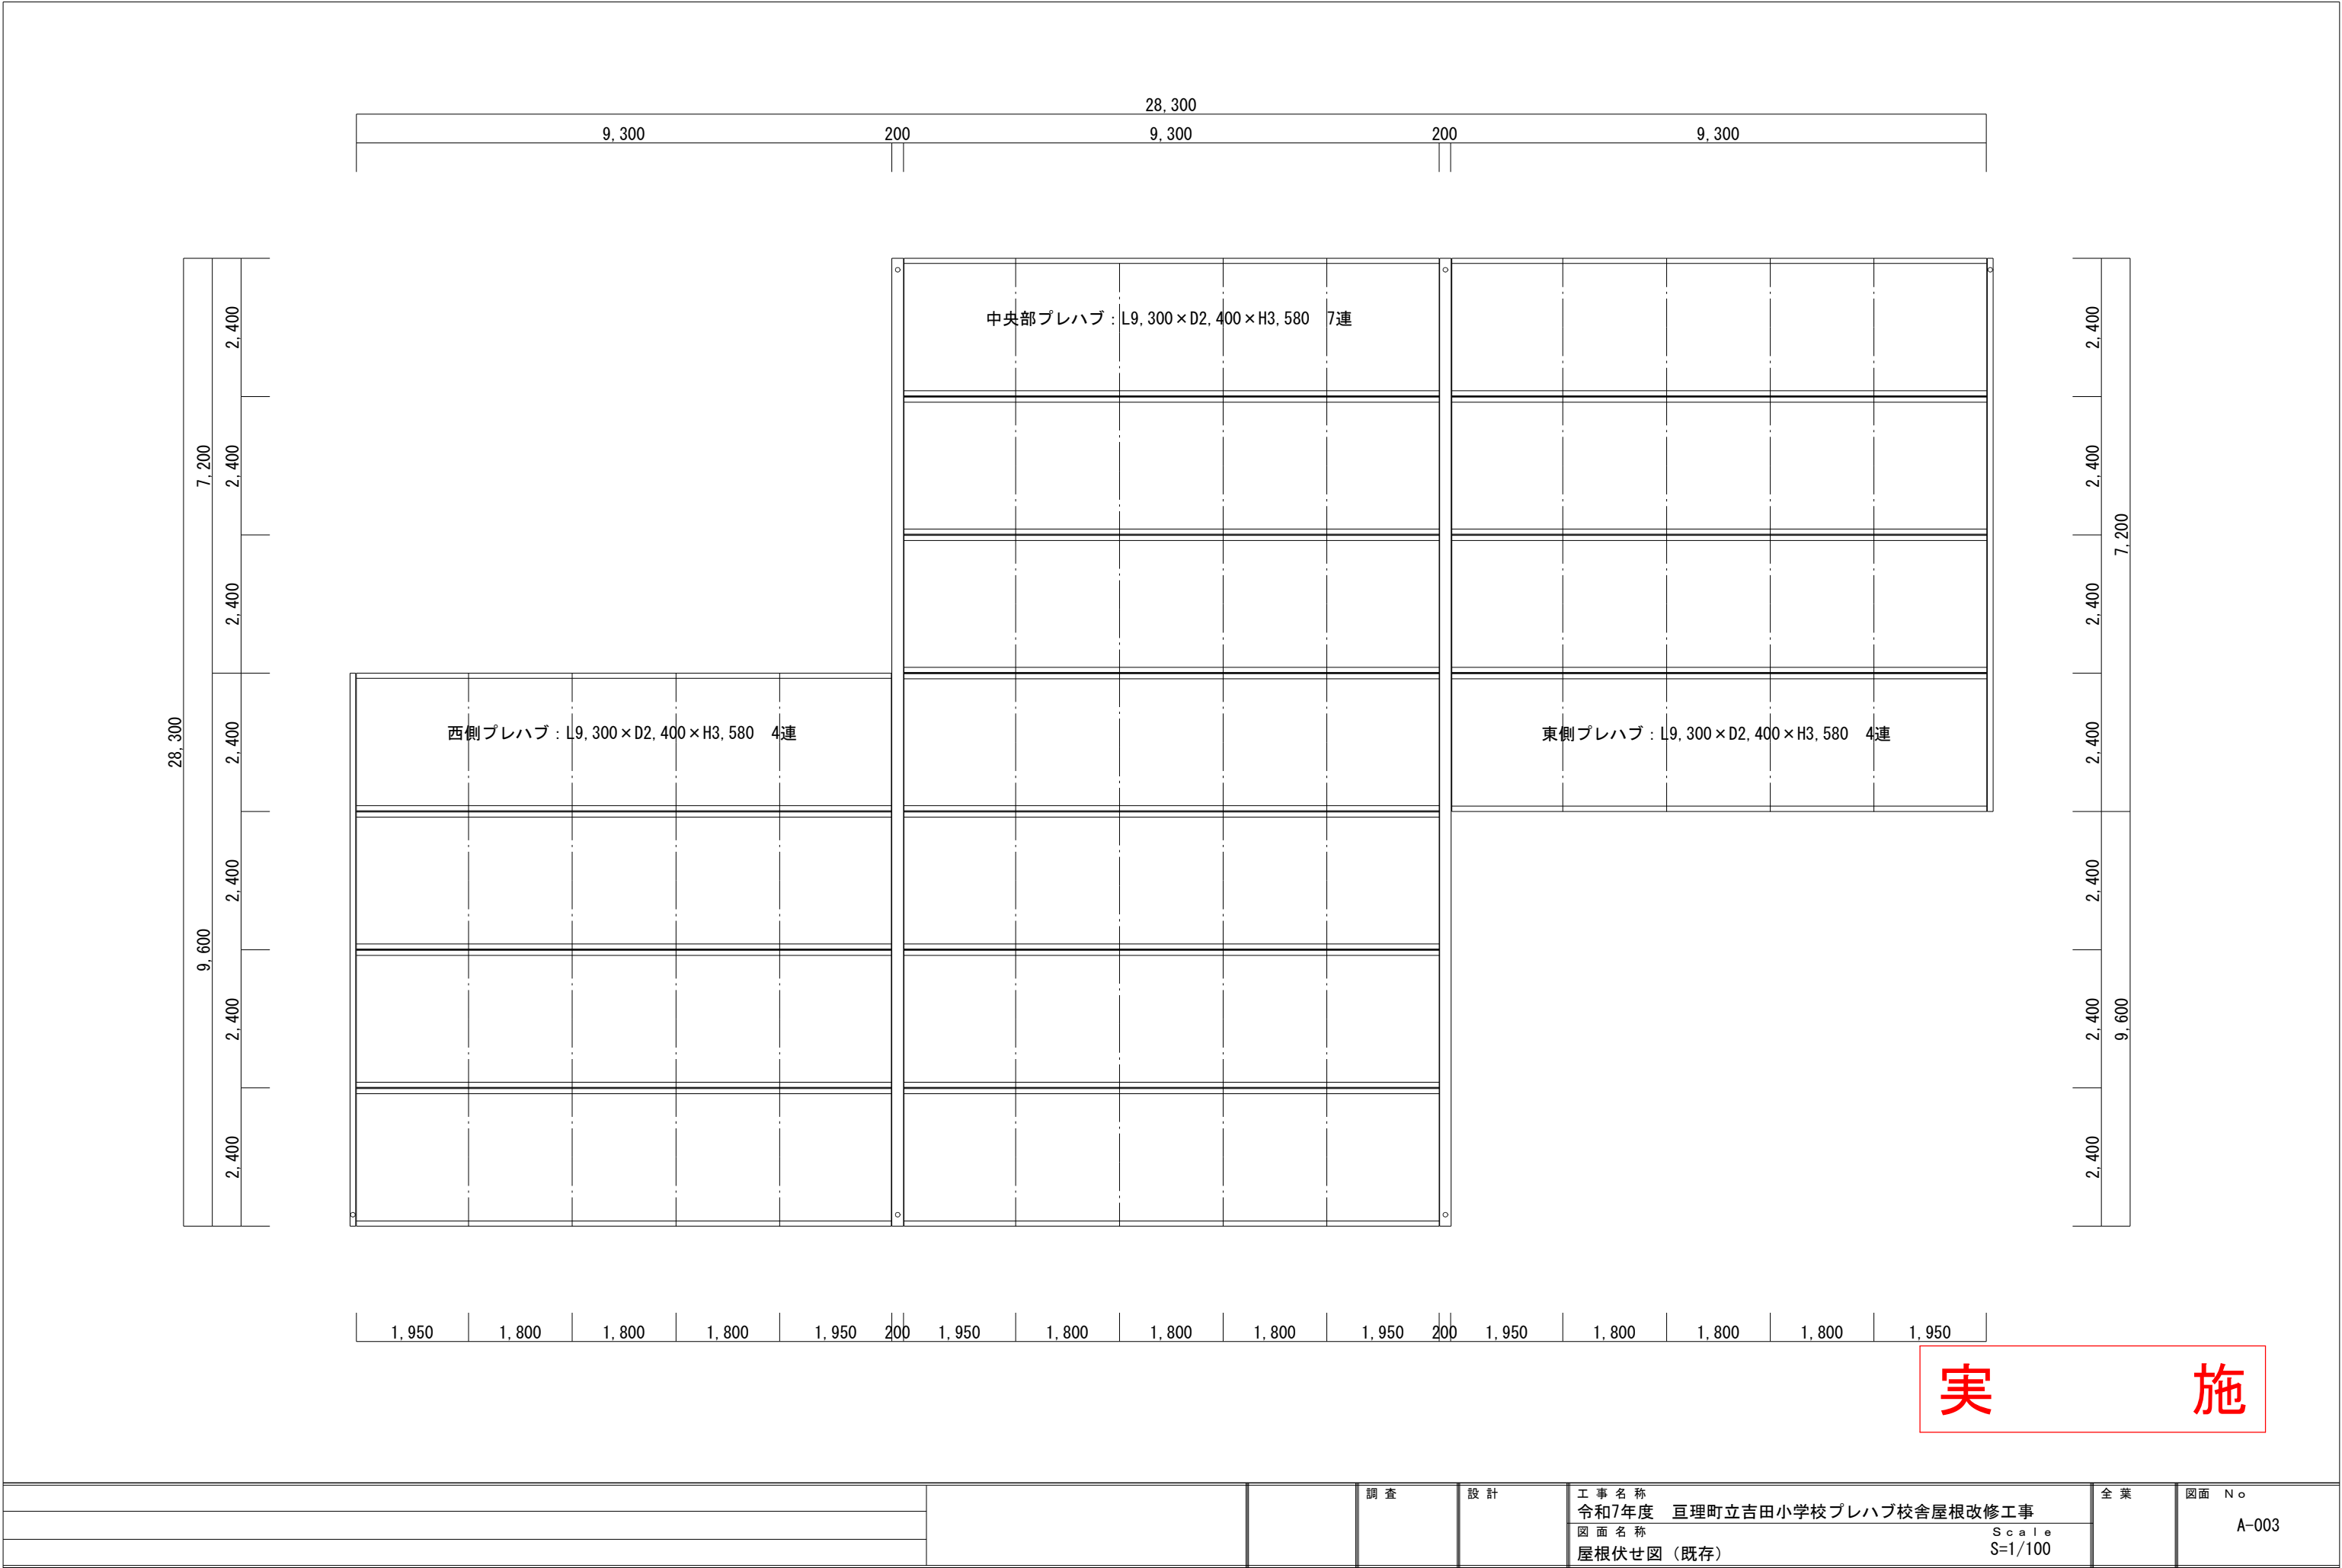 28,300
9,300 200 9,300 200 9,300
2,400
2,400
2,400
2,400
2,400
2,400
2,400
7,200
9,600
28,300
中央部プレハブ：L9,300×D2,400×H3,580　7連
西側プレハブ：L9,300×D2,400×H3,580　4連
東側プレハブ：L9,300×D2,400×H3,580　4連
2,400
2,400
2,400
2,400
2,400
2,400
2,400
7,200
9,600
1,950 1,800 1,800 1,800 1,950 200 1,950 1,800 1,800 1,800 1,950 200 1,950 1,800 1,800 1,800 1,950
実 施
調 査
設 計
工 事 名 称
令和7年度　亘理町立吉田小学校プレハブ校舎屋根改修工事
図 面 名 称
屋根伏せ図（既存）
Ｓｃａｌｅ
S=1/100
全 葉
図面　Ｎｏ
A-003